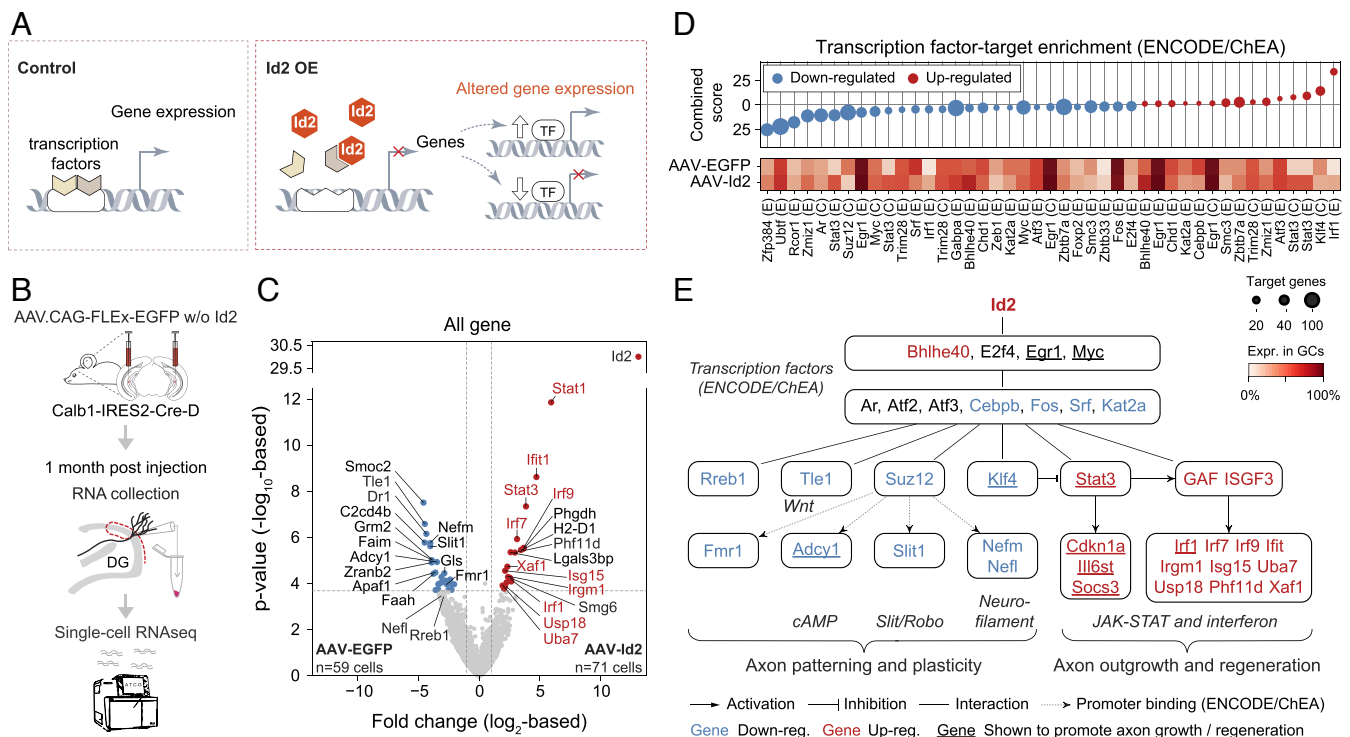 A
Control
Gene expression
transcription
factors
Id2 OE
Id2
Id2
Id2
Altered gene expression
Genes
TF
TF
B
AAV.CAG-FLEx-EGFP w/o Id2
Calb1-IRES2-Cre-D
1 month post injection
RNA collection
DG
Single-cell RNAseq
ATCG
C
All gene
p-value (-log10-based)
30.5
29.5
12
10
8
6
4
2
0
Id2
Stat1
Ifit1
Stat3
Irf9
Irf7
Phgdh
H2-D1
Phf11d
Lgals3bp
Xaf1
Isg15
Irgm1
Smg6
Irf1
Usp18
Uba7
Smoc2
Tle1
Dr1
C2cd4b
Grm2
Nefm
Faim
Slit1
Adcy1
Gls
Zranb2
Apaf1
Fmr1
Faah
Nefl
Rreb1
AAV-EGFP
n=59 cells
AAV-Id2
n=71 cells
−10
−5
0
5
10
Fold change (log2-based)
D
Transcription factor-target enrichment (ENCODE/ChEA)
Combined
score
25
0
25
Down-regulated
Up-regulated
AAV-EGFP
AAV-Id2
Zfp384 (E)
Ubtf (E)
Rcor1 (E)
Zmiz1 (E)
Ar (C)
Stat3 (E)
Suz12 (C)
Egr1 (E)
Myc (C)
Stat3 (C)
Trim28 (E)
Srf (E)
Irf1 (E)
Trim28 (C)
Gabpa (E)
Bhlhe40 (E)
Chd1 (E)
Zeb1 (E)
Kat2a (E)
Myc (E)
Atf3 (E)
Egr1 (C)
Zbtb7a (E)
Foxp2 (E)
Smc3 (E)
Zbtb33 (E)
Fos (E)
E2f4 (E)
Bhlhe40 (E)
Egr1 (E)
Chd1 (E)
Kat2a (E)
Cebpb (E)
Egr1 (C)
Smc3 (E)
Zbtb7a (E)
Trim28 (C)
Zmiz1 (E)
Atf3 (E)
Stat3 (C)
Stat3 (E)
Klf4 (C)
Irf1 (E)
Target genes
20 40 100
Expr. in GCs
0% 100%
E
Id2
Transcription factors
(ENCODE/ChEA)
Bhlhe40, E2f4, Egr1, Myc
Ar, Atf2, Atf3, Cebpb, Fos, Srf, Kat2a
Rreb1
Tle1
Suz12
Klf4
Stat3
GAF ISGF3
Wnt
Fmr1
Adcy1
Slit1
Nefm
Nefl
Cdkn1a
Ill6st
Socs3
Irf1 Irf7 Irf9 Ifit
Irgm1 Isg15 Uba7
Usp18 Phf11d Xaf1
cAMP
Slit/Robo
Neuro-
filament
JAK-STAT and interferon
Axon patterning and plasticity
Axon outgrowth and regeneration
Activation
Inhibition
Interaction
Promoter binding (ENCODE/ChEA)
Gene Down-reg. Gene Up-reg. Gene Shown to promote axon growth / regeneration